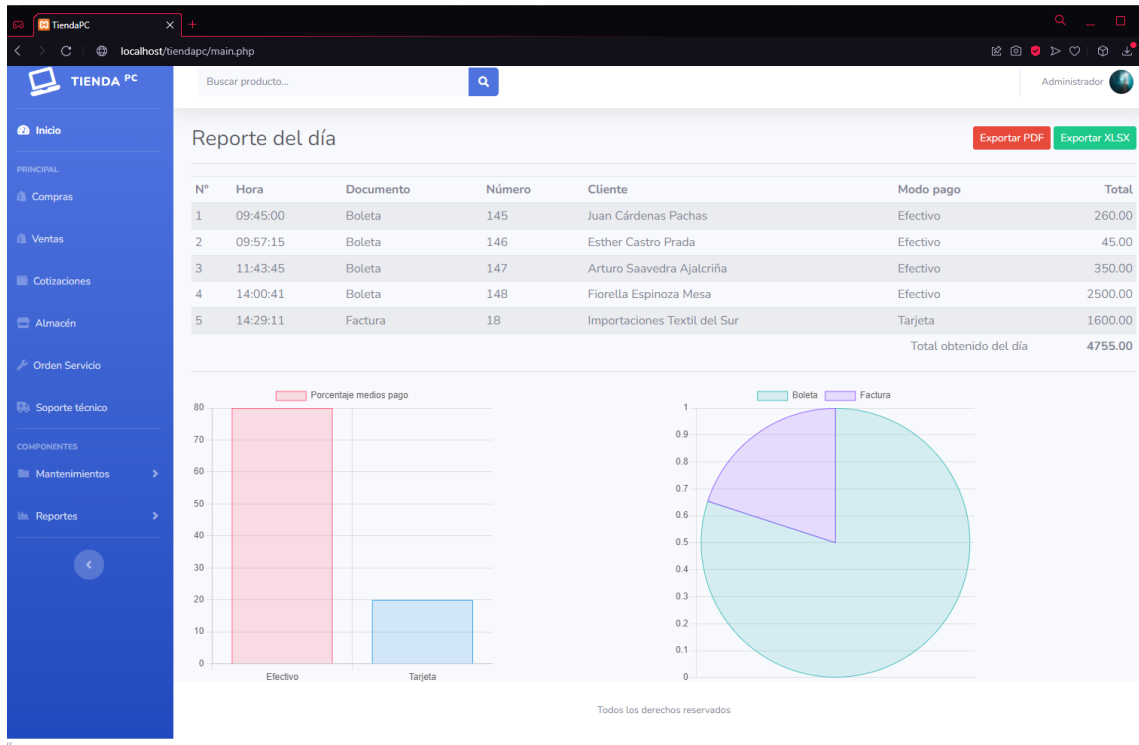 TiendaPC
localhost/tiendapc/main.php
TIENDA PC
Buscar producto...
Administrador
Inicio
PRINCIPAL
Compras
Ventas
Cotizaciones
Almacén
Orden Servicio
Soporte técnico
COMPONENTES
Mantenimientos
Reportes
Reporte del día
Exportar PDF
Exportar XLSX
N° Hora Documento Número Cliente Modo pago Total
1 09:45:00 Boleta 145 Juan Cárdenas Pachas Efectivo 260.00
2 09:57:15 Boleta 146 Esther Castro Prada Efectivo 45.00
3 11:43:45 Boleta 147 Arturo Saavedra Ajalcriña Efectivo 350.00
4 14:00:41 Boleta 148 Fiorella Espinoza Mesa Efectivo 2500.00
5 14:29:11 Factura 18 Importaciones Textil del Sur Tarjeta 1600.00
Total obtenido del día 4755.00
Porcentaje medios pago
80
70
60
50
40
30
20
10
0
Efectivo Tarjeta
Boleta Factura
1
0.9
0.8
0.7
0.6
0.5
0.4
0.3
0.2
0.1
0
Todos los derechos reservados